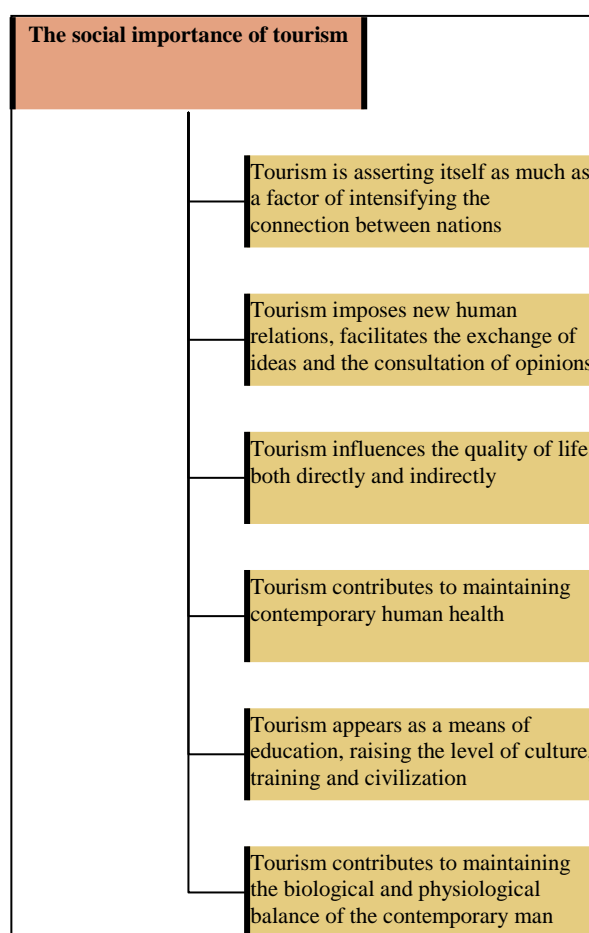 The social importance of tourism
Tourism is asserting itself as much as
a factor of intensifying the
connection between nations
Tourism imposes new human
relations, facilitates the exchange of
ideas and the consultation of opinions
Tourism influences the quality of life
both directly and indirectly
Tourism contributes to maintaining
contemporary human health
Tourism appears as a means of
education, raising the level of culture,
training and civilization
Tourism contributes to maintaining
the biological and physiological
balance of the contemporary man